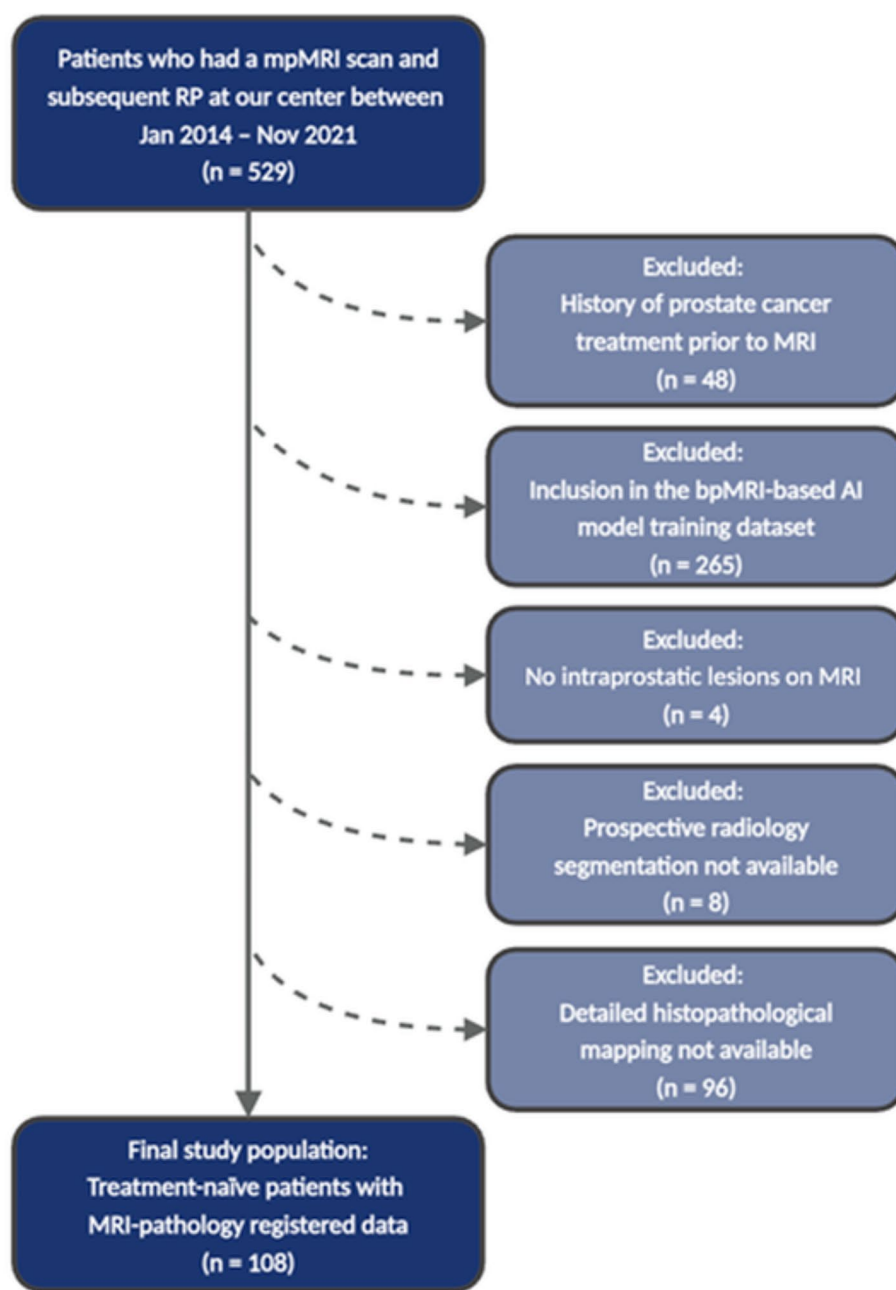 Patients who had a mpMRI scan and
subsequent RP at our center between
Jan 2014 – Nov 2021
(n = 529)
Excluded:
History of prostate cancer
treatment prior to MRI
(n = 48)
Excluded:
Inclusion in the bpMRI-based AI
model training dataset
(n = 265)
Excluded:
No intraprostatic lesions on MRI
(n = 4)
Excluded:
Prospective radiology
segmentation not available
(n = 8)
Excluded:
Detailed histopathological
mapping not available
(n = 96)
Final study population:
Treatment-naïve patients with
MRI-pathology registered data
(n = 108)